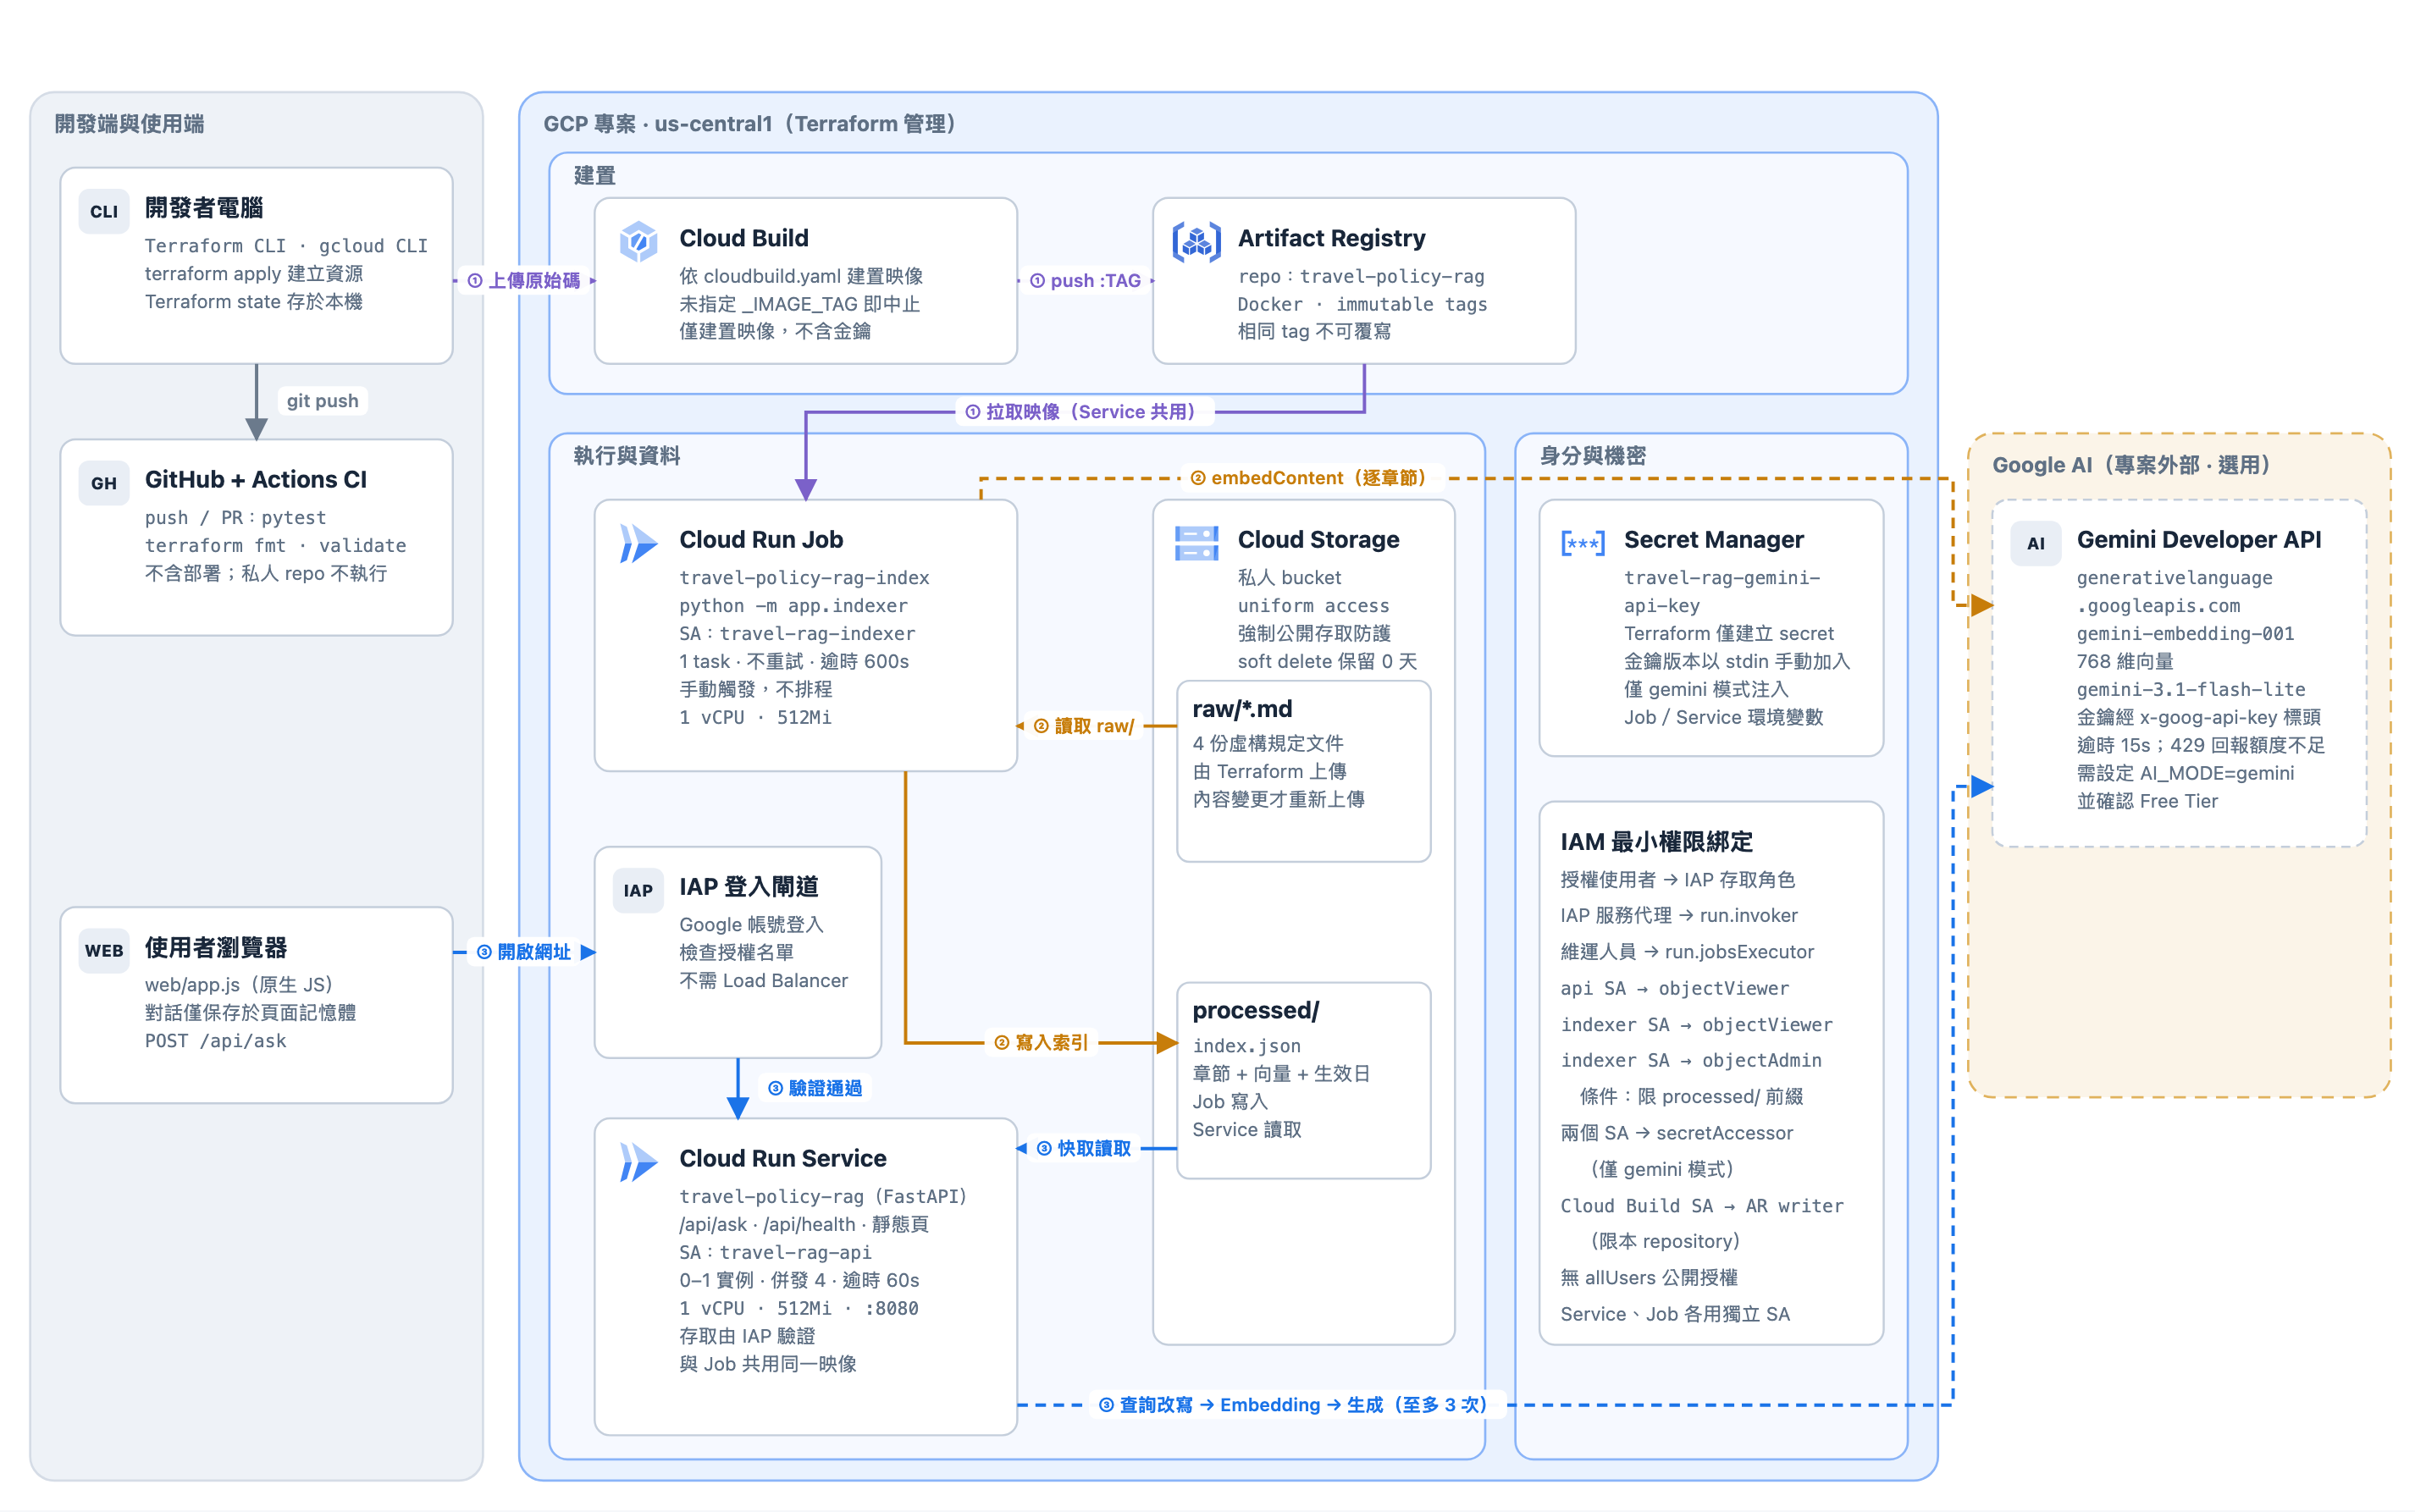 開發端與使用端
CLI
開發者電腦
Terraform CLI · gcloud CLI
terraform apply 建立資源
Terraform state 存於本機
git push
GH
GitHub + Actions CI
push / PR：pytest
terraform fmt · validate
不含部署；私人 repo 不執行
WEB
使用者瀏覽器
web/app.js（原生 JS）
對話僅保存於頁面記憶體
POST /api/ask
① 上傳原始碼
③ 開啟網址
GCP 專案 · us-central1（Terraform 管理）
建置
Cloud Build
依 cloudbuild.yaml 建置映像
未指定 _IMAGE_TAG 即中止
僅建置映像，不含金鑰
① push :TAG
Artifact Registry
repo：travel-policy-rag
Docker · immutable tags
相同 tag 不可覆寫
① 拉取映像（Service 共用）
執行與資料
② embedContent（逐章節）
Cloud Run Job
travel-policy-rag-index
python -m app.indexer
SA：travel-rag-indexer
1 task · 不重試 · 逾時 600s
手動觸發，不排程
1 vCPU · 512Mi
② 讀取 raw/
Cloud Storage
私人 bucket
uniform access
強制公開存取防護
soft delete 保留 0 天
raw/*.md
4 份虛構規定文件
由 Terraform 上傳
內容變更才重新上傳
IAP
IAP 登入閘道
Google 帳號登入
檢查授權名單
不需 Load Balancer
② 寫入索引
processed/
index.json
章節 + 向量 + 生效日
Job 寫入
Service 讀取
③ 驗證通過
③ 快取讀取
Cloud Run Service
travel-policy-rag（FastAPI）
/api/ask · /api/health · 靜態頁
SA：travel-rag-api
0–1 實例 · 併發 4 · 逾時 60s
1 vCPU · 512Mi · :8080
存取由 IAP 驗證
與 Job 共用同一映像
③ 查詢改寫 → Embedding → 生成（至多 3 次）
身分與機密
Secret Manager
travel-rag-gemini-
api-key
Terraform 僅建立 secret
金鑰版本以 stdin 手動加入
僅 gemini 模式注入
Job / Service 環境變數
IAM 最小權限綁定
授權使用者 → IAP 存取角色
IAP 服務代理 → run.invoker
維運人員 → run.jobsExecutor
api SA → objectViewer
indexer SA → objectViewer
indexer SA → objectAdmin
條件：限 processed/ 前綴
兩個 SA → secretAccessor
（僅 gemini 模式）
Cloud Build SA → AR writer
（限本 repository）
無 allUsers 公開授權
Service、Job 各用獨立 SA
Google AI（專案外部 · 選用）
AI
Gemini Developer API
generativelanguage
.googleapis.com
gemini-embedding-001
768 維向量
gemini-3.1-flash-lite
金鑰經 x-goog-api-key 標頭
逾時 15s；429 回報額度不足
需設定 AI_MODE=gemini
並確認 Free Tier